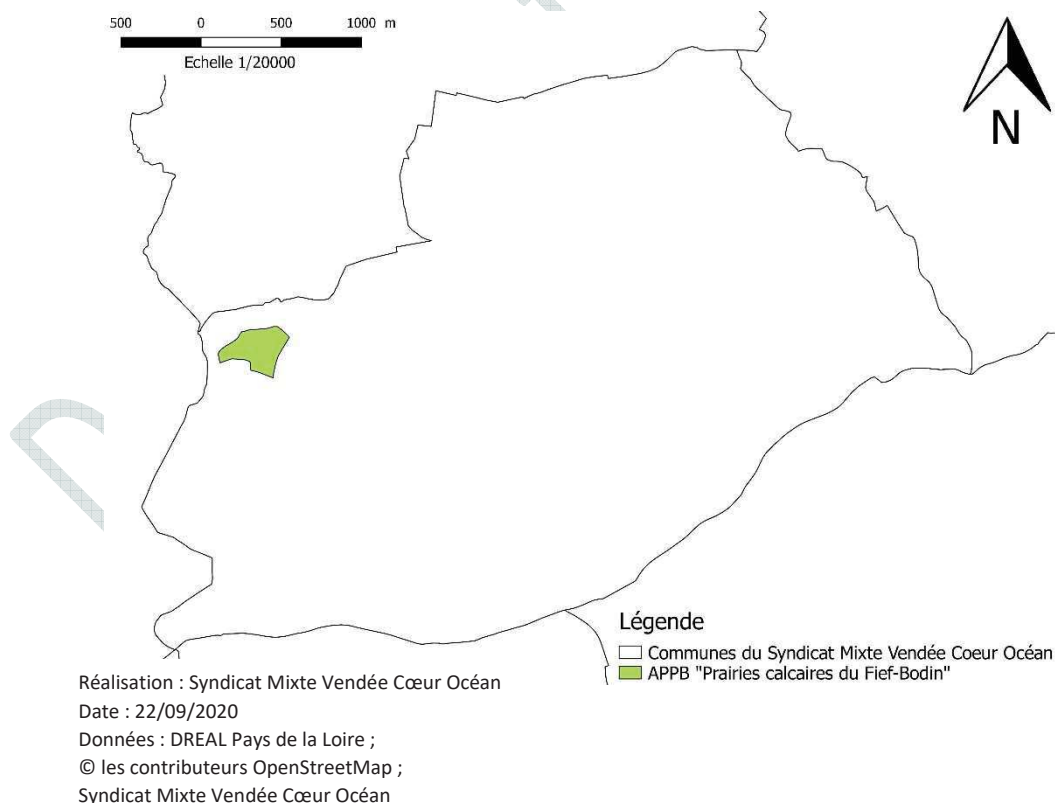 500 0 500 1000 m
Echelle 1/20000
N
Légende
Communes du Syndicat Mixte Vendée Coeur Océan
APPB "Prairies calcaires du Fief-Bodin"
Réalisation : Syndicat Mixte Vendée Cœur Océan
Date : 22/09/2020
Données : DREAL Pays de la Loire ;
© les contributeurs OpenStreetMap ;
Syndicat Mixte Vendée Cœur Océan